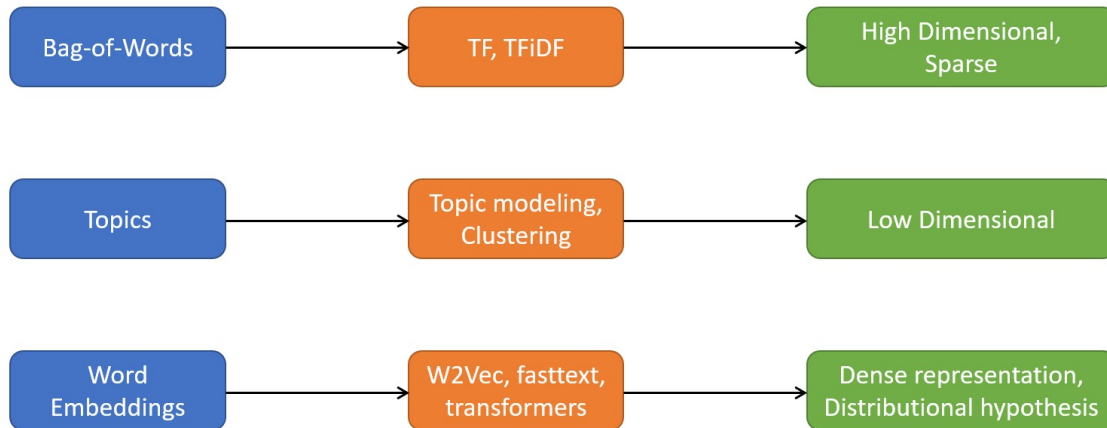 Bag-of-Words
TF, TFiDF
High Dimensional,
Sparse
Topics
Topic modeling,
Clustering
Low Dimensional
Word
Embeddings
W2Vec, fasttext,
transformers
Dense representation,
Distributional hypothesis